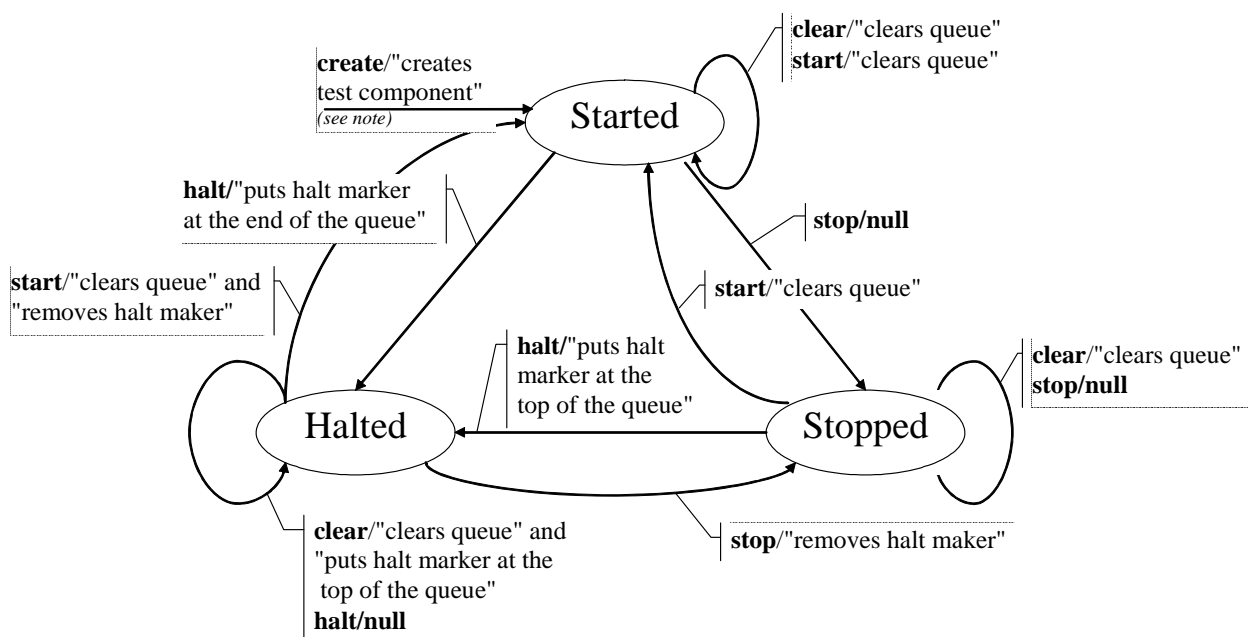 clear/"clears queue"
start/"clears queue"
create/"creates
test component"
(see note)
Started
halt/"puts halt marker
at the end of the queue"
stop/null
start/"clears queue" and
"removes halt maker"
start/"clears queue"
halt/"puts halt
marker at the
top of the queue"
clear/"clears queue"
stop/null
Halted
Stopped
clear/"clears queue" and
"puts halt marker at the
top of the queue"
halt/null
stop/"removes halt maker"